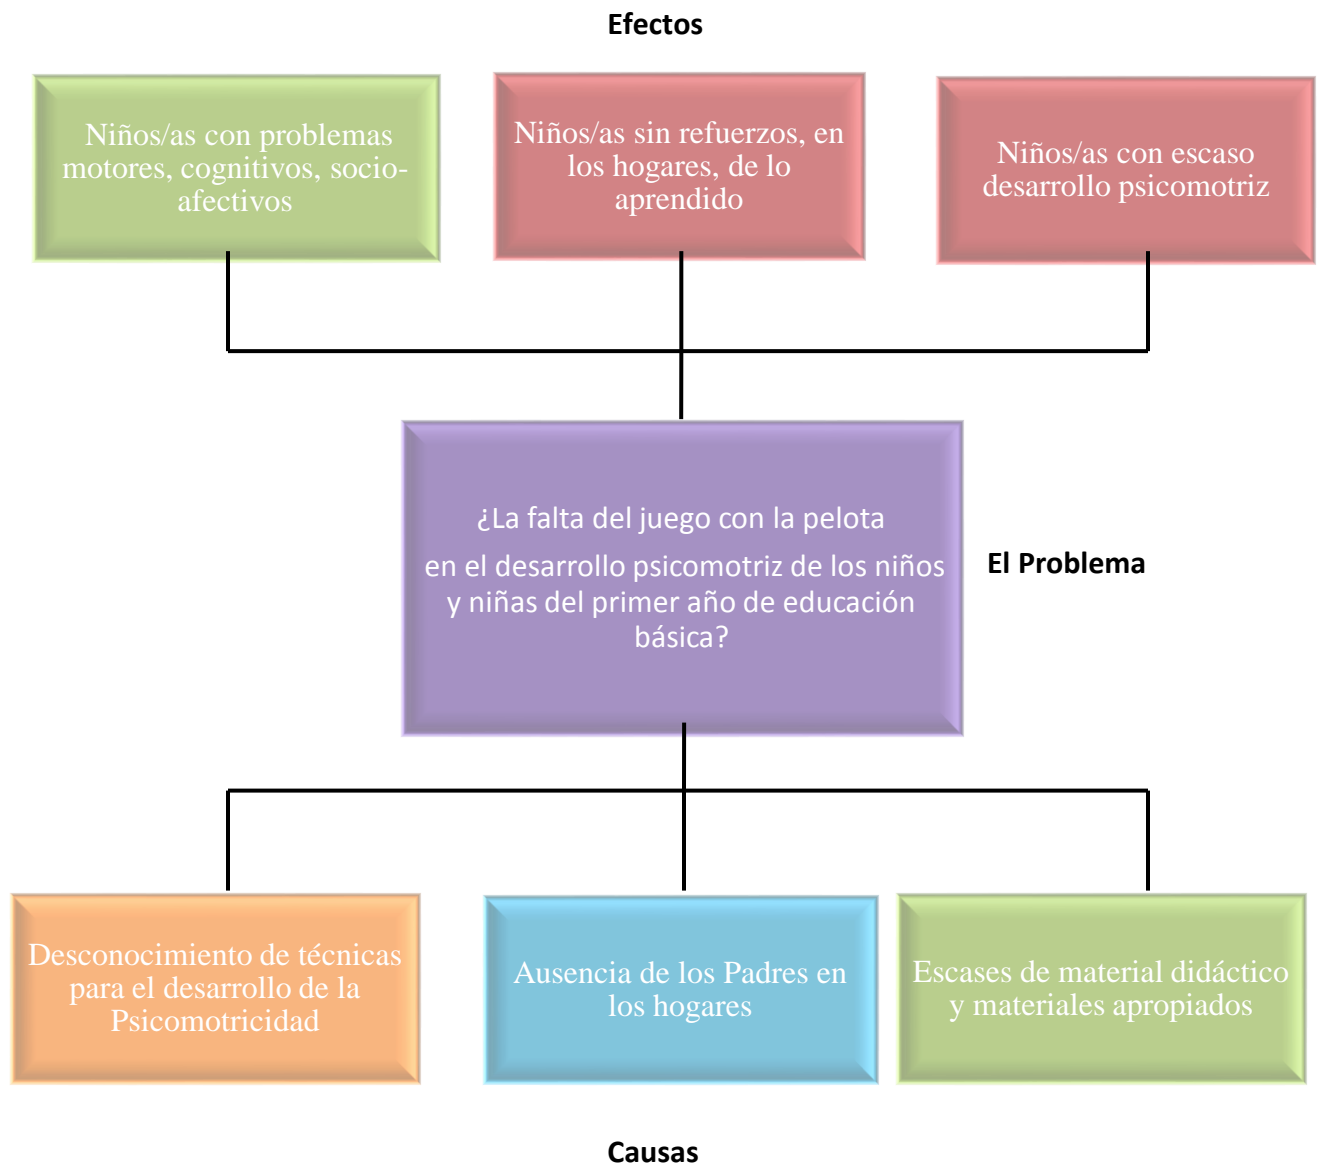 Efectos
Niños/as con problemas
motores, cognitivos, socio-
afectivos
Niños/as sin refuerzos, en
los hogares, de lo
aprendido
Niños/as con escaso
desarrollo psicomotriz
¿La falta del juego con la pelota
en el desarrollo psicomotriz de los niños
y niñas del primer año de educación
básica?
El Problema
Desconocimiento de técnicas
para el desarrollo de la
Psicomotricidad
Ausencia de los Padres en
los hogares
Escases de material didáctico
y materiales apropiados
Causas